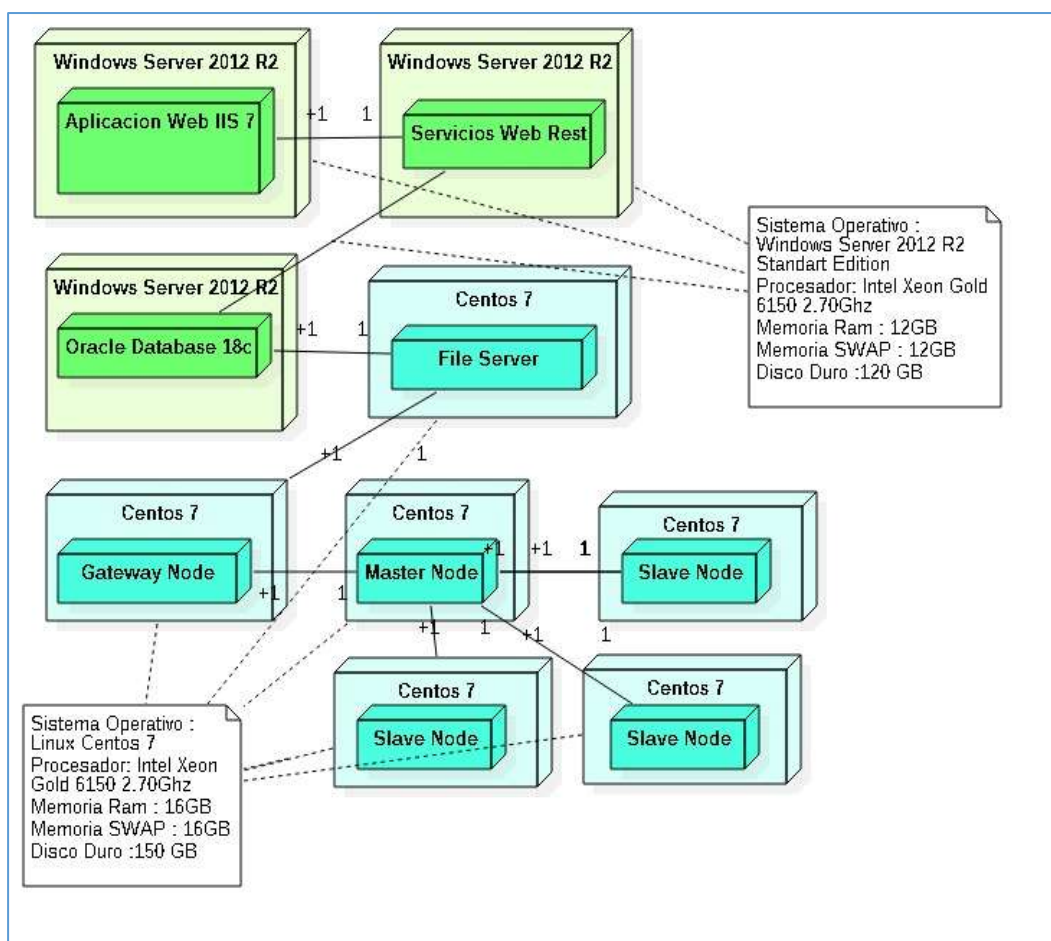 Windows Server 2012 R2
Aplicacion Web IIS 7
+1
1
Windows Server 2012 R2
Servicios Web Rest
Sistema Operativo :
Windows Server 2012 R2
Standart Edition
Procesador: Intel Xeon Gold
6150 2.70Ghz
Memoria Ram : 12GB
Memoria SWAP : 12GB
Disco Duro :120 GB
Windows Server 2012 R2
Oracle Database 18c
+1
1
Centos 7
File Server
+1
1
Centos 7
Gateway Node
+1
1
Centos 7
Master Node
+1
+1
1
Centos 7
Slave Node
+1
1
+1
1
Centos 7
Slave Node
Centos 7
Slave Node
Sistema Operativo :
Linux Centos 7
Procesador: Intel Xeon
Gold 6150 2.70Ghz
Memoria Ram : 16GB
Memoria SWAP : 16GB
Disco Duro :150 GB